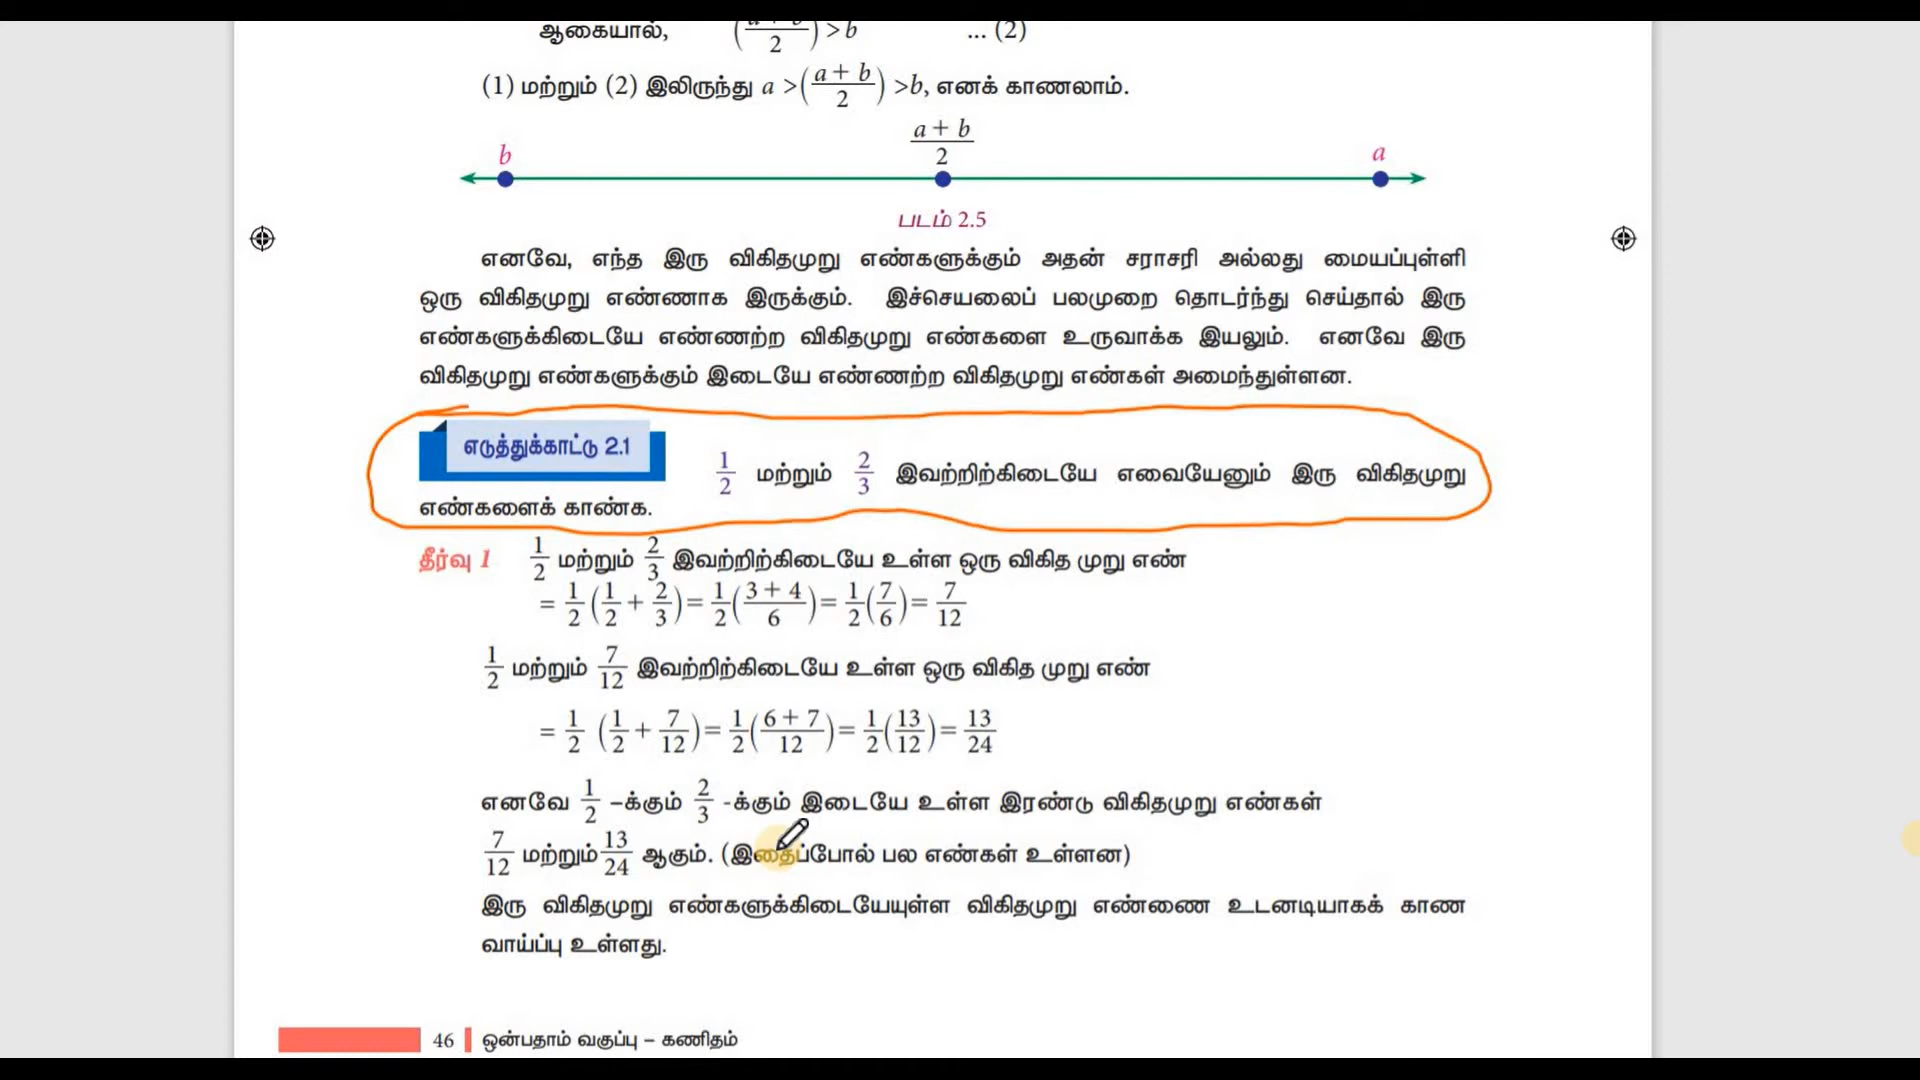 ஆகையால், (a + b/2) > b ... (2)
(1) மற்றும் (2) இலிருந்து a >(a + b/2) >b, எனக் காணலாம்.
a + b/2
b a
படம் 2.5
எனவே, எந்த இரு விகிதமுறு எண்களுக்கும் அதன் சராசரி அல்லது மையப்புள்ளி
ஒரு விகிதமுறு எண்ணாக இருக்கும். இச்செயலைப் பலமுறை தொடர்ந்து செய்தால் இரு
எண்களுக்கிடையே எண்ணற்ற விகிதமுறு எண்களை உருவாக்க இயலும். எனவே இரு
விகிதமுறு எண்களுக்கும் இடையே எண்ணற்ற விகிதமுறு எண்கள் அமைந்துள்ளன.
எடுத்துக்காட்டு 2.1
1/2 மற்றும் 2/3 இவற்றிற்கிடையே எவையேனும் இரு விகிதமுறு
எண்களைக் காண்க.
தீர்வு 1 1/2 மற்றும் 2/3 இவற்றிற்கிடையே உள்ள ஒரு விகித முறு எண்
= 1/2 (1/2 + 2/3) = 1/2 (3 + 4/6) = 1/2 (7/6) = 7/12
1/2 மற்றும் 7/12 இவற்றிற்கிடையே உள்ள ஒரு விகித முறு எண்
= 1/2 (1/2 + 7/12) = 1/2 (6 + 7/12) = 1/2 (13/12) = 13/24
எனவே 1/2 –க்கும் 2/3 -க்கும் இடையே உள்ள இரண்டு விகிதமுறு எண்கள்
7/12 மற்றும் 13/24 ஆகும். (இதைப்போல் பல எண்கள் உள்ளன)
இரு விகிதமுறு எண்களுக்கிடையேயுள்ள விகிதமுறு எண்ணை உடனடியாகக் காண
வாய்ப்பு உள்ளது.
46 ஒன்பதாம் வகுப்பு – கணிதம்